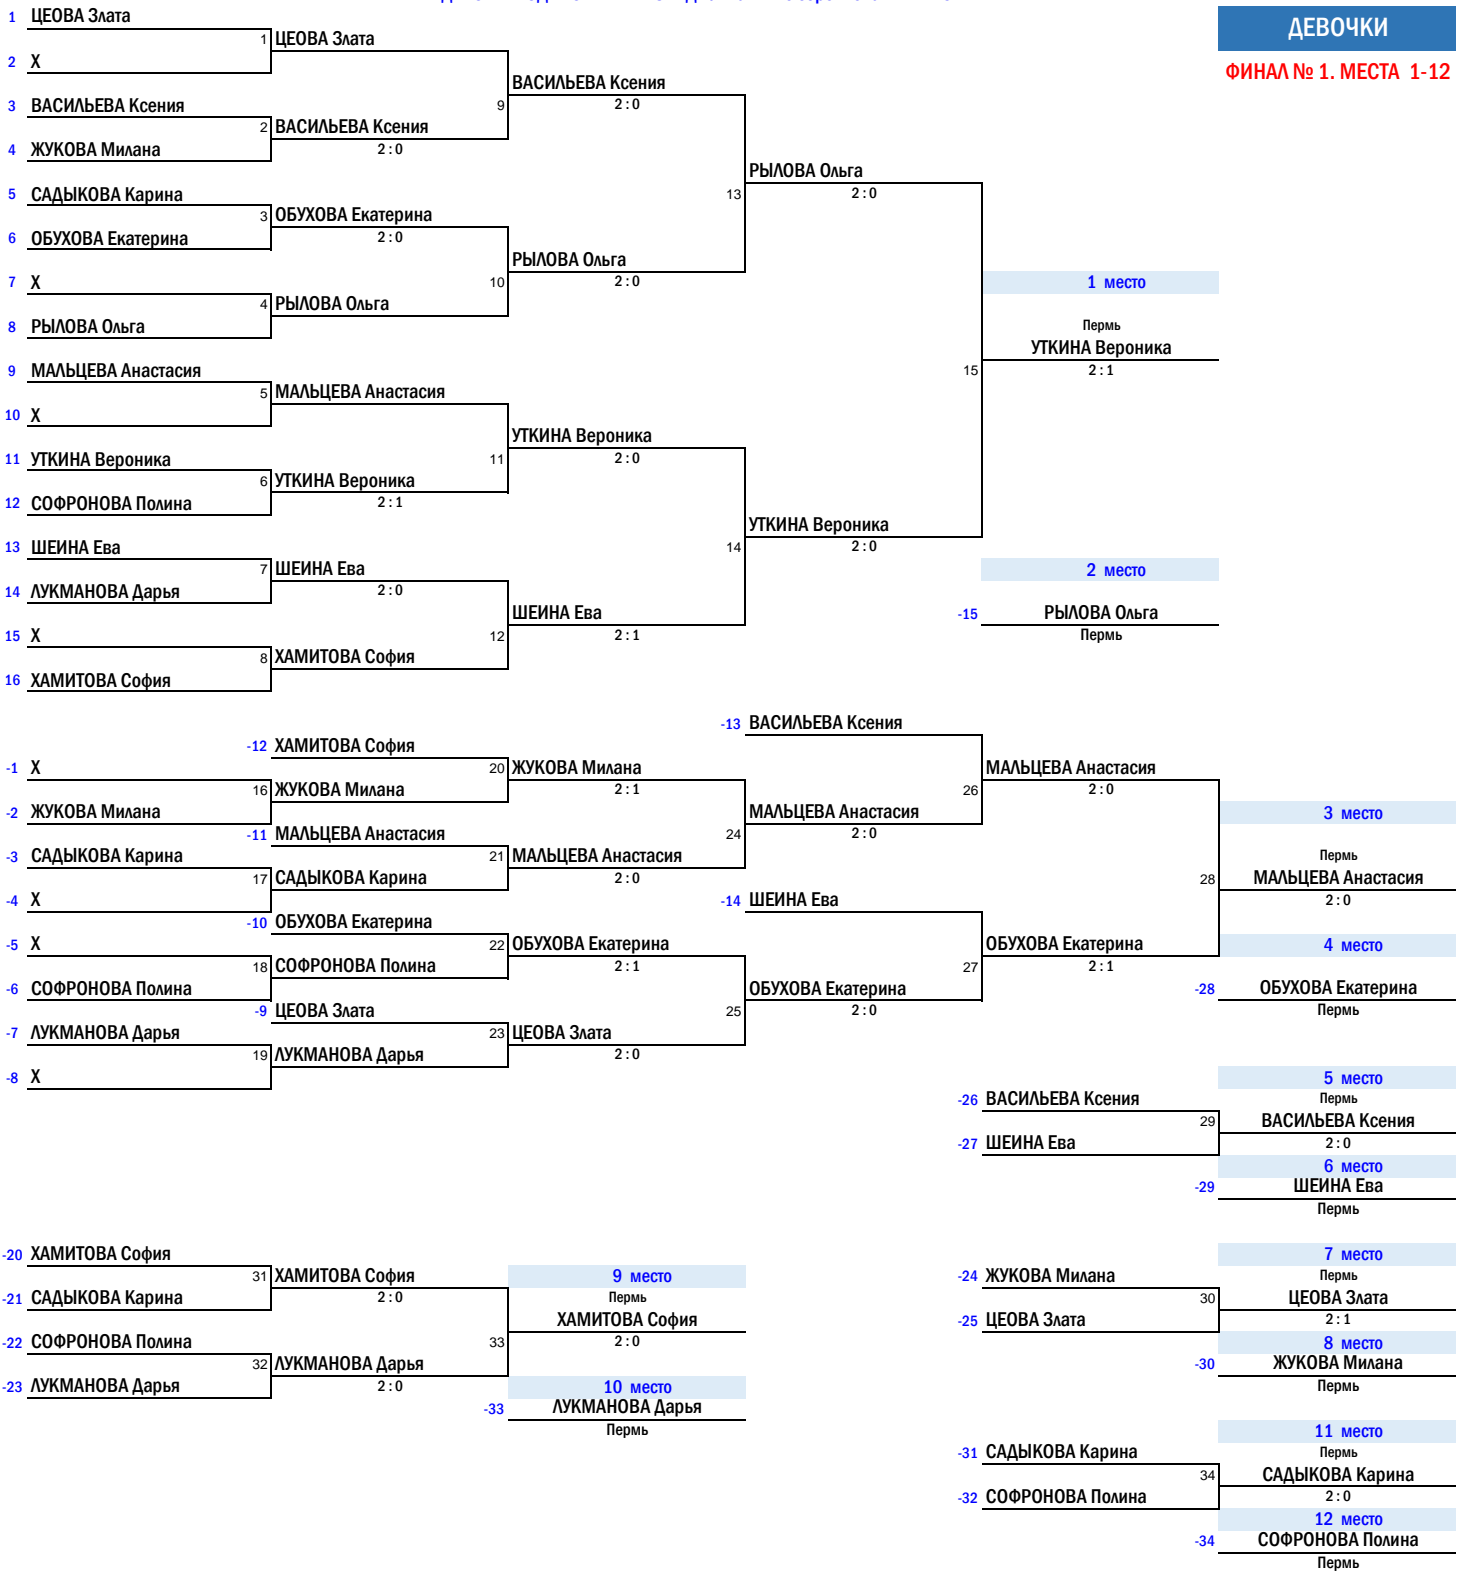 1 ЦЕОВА Злата
ДЕВОЧКИ
1 ЦЕОВА Злата
2 X
ФИНАЛ № 1. МЕСТА 1-12
ВАСИЛЬЕВА Ксения
3 ВАСИЛЬЕВА Ксения
9 2 : 0
2 ВАСИЛЬЕВА Ксения
4 ЖУКОВА Милана
2 : 0
РЫЛОВА Ольга
5 САДЫКОВА Карина
13 2 : 0
3 ОБУХОВА Екатерина
6 ОБУХОВА Екатерина
2 : 0
РЫЛОВА Ольга
7 X
10 2 : 0
1 место
4 РЫЛОВА Ольга
8 РЫЛОВА Ольга
Пермь
УТКИНА Вероника
9 МАЛЬЦЕВА Анастасия
15 2 : 1
5 МАЛЬЦЕВА Анастасия
10 X
УТКИНА Вероника
11 УТКИНА Вероника
11 2 : 0
6 УТКИНА Вероника
12 СОФРОНОВА Полина
2 : 1
УТКИНА Вероника
13 ШЕИНА Ева
14 2 : 0
7 ШЕИНА Ева
2 место
14 ЛУКМАНОВА Дарья
2 : 0
ШЕИНА Ева
-15 РЫЛОВА Ольга
15 X
12 2 : 1
Пермь
8 ХАМИТОВА София
16 ХАМИТОВА София
-13 ВАСИЛЬЕВА Ксения
-12 ХАМИТОВА София
-1 X
20 ЖУКОВА Милана
МАЛЬЦЕВА Анастасия
16 ЖУКОВА Милана
2 : 1
26 2 : 0
-2 ЖУКОВА Милана
МАЛЬЦЕВА Анастасия
3 место
-11 МАЛЬЦЕВА Анастасия
24 2 : 0
-3 САДЫКОВА Карина
21 МАЛЬЦЕВА Анастасия
Пермь
17 САДЫКОВА Карина
2 : 0
28 МАЛЬЦЕВА Анастасия
-4 X
-14 ШЕИНА Ева
2 : 0
-10 ОБУХОВА Екатерина
-5 X
22 ОБУХОВА Екатерина
ОБУХОВА Екатерина
4 место
18 СОФРОНОВА Полина
2 : 1
27 2 : 1
-6 СОФРОНОВА Полина
ОБУХОВА Екатерина
-28 ОБУХОВА Екатерина
-9 ЦЕОВА Злата
25 2 : 0
Пермь
-7 ЛУКМАНОВА Дарья
23 ЦЕОВА Злата
19 ЛУКМАНОВА Дарья
2 : 0
-8 X
5 место
-26 ВАСИЛЬЕВА Ксения
Пермь
29 ВАСИЛЬЕВА Ксения
-27 ШЕИНА Ева
2 : 0
6 место
-29 ШЕИНА Ева
Пермь
-20 ХАМИТОВА София
7 место
31 ХАМИТОВА София
9 место
-24 ЖУКОВА Милана
Пермь
-21 САДЫКОВА Карина
2 : 0
Пермь
30 ЦЕОВА Злата
ХАМИТОВА София
-25 ЦЕОВА Злата
2 : 1
-22 СОФРОНОВА Полина
33 2 : 0
8 место
32 ЛУКМАНОВА Дарья
-30 ЖУКОВА Милана
-23 ЛУКМАНОВА Дарья
2 : 0
10 место
Пермь
-33 ЛУКМАНОВА Дарья
Пермь
11 место
-31 САДЫКОВА Карина
Пермь
34 САДЫКОВА Карина
-32 СОФРОНОВА Полина
2 : 0
12 место
-34 СОФРОНОВА Полина
Пермь